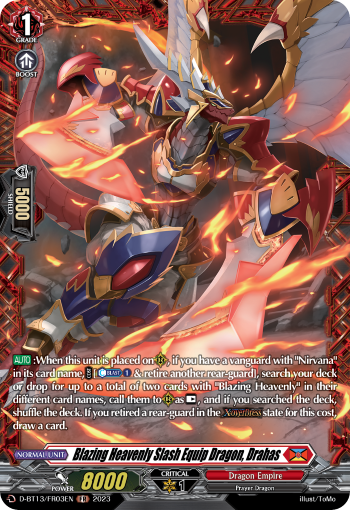 1
GRADE
BOOST
5000
SHIELD
AUTO :When this unit is placed on , if you have a vanguard with "Nirvana"
in its card name, COST [ BLAST 1 & retire another rear-guard], search your deck
or drop for up to a total of two cards with "Blazing Heavenly" in their
different card names, call them to as , and if you searched the deck,
shuffle the deck. If you retired a rear-guard in the XoverDress state for this cost,
draw a card.
NORMAL UNIT
Blazing Heavenly Slash Equip Dragon, Drahas
POWER 8000
CRITICAL
1
Dragon Empire
Prayer Dragon
D-BT13/FR03EN FR 2023
illust/ToMo